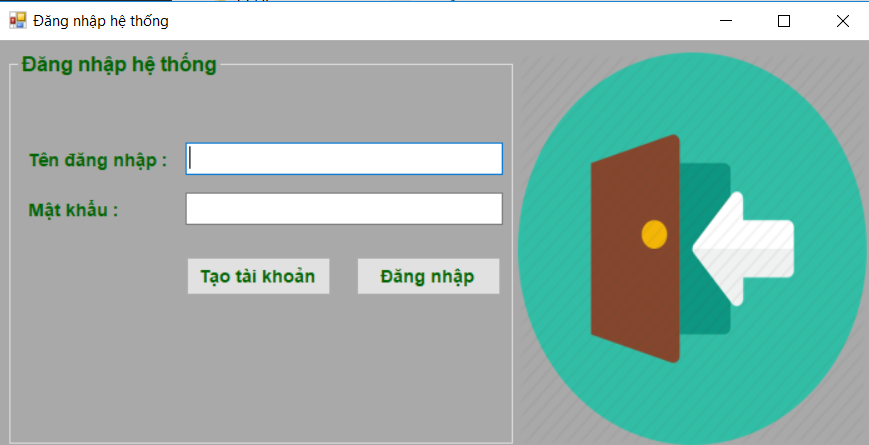 Đăng nhập hệ thống
Đăng nhập hệ thống
Tên đăng nhập :
Mật khẩu :
Tạo tài khoản
Đăng nhập